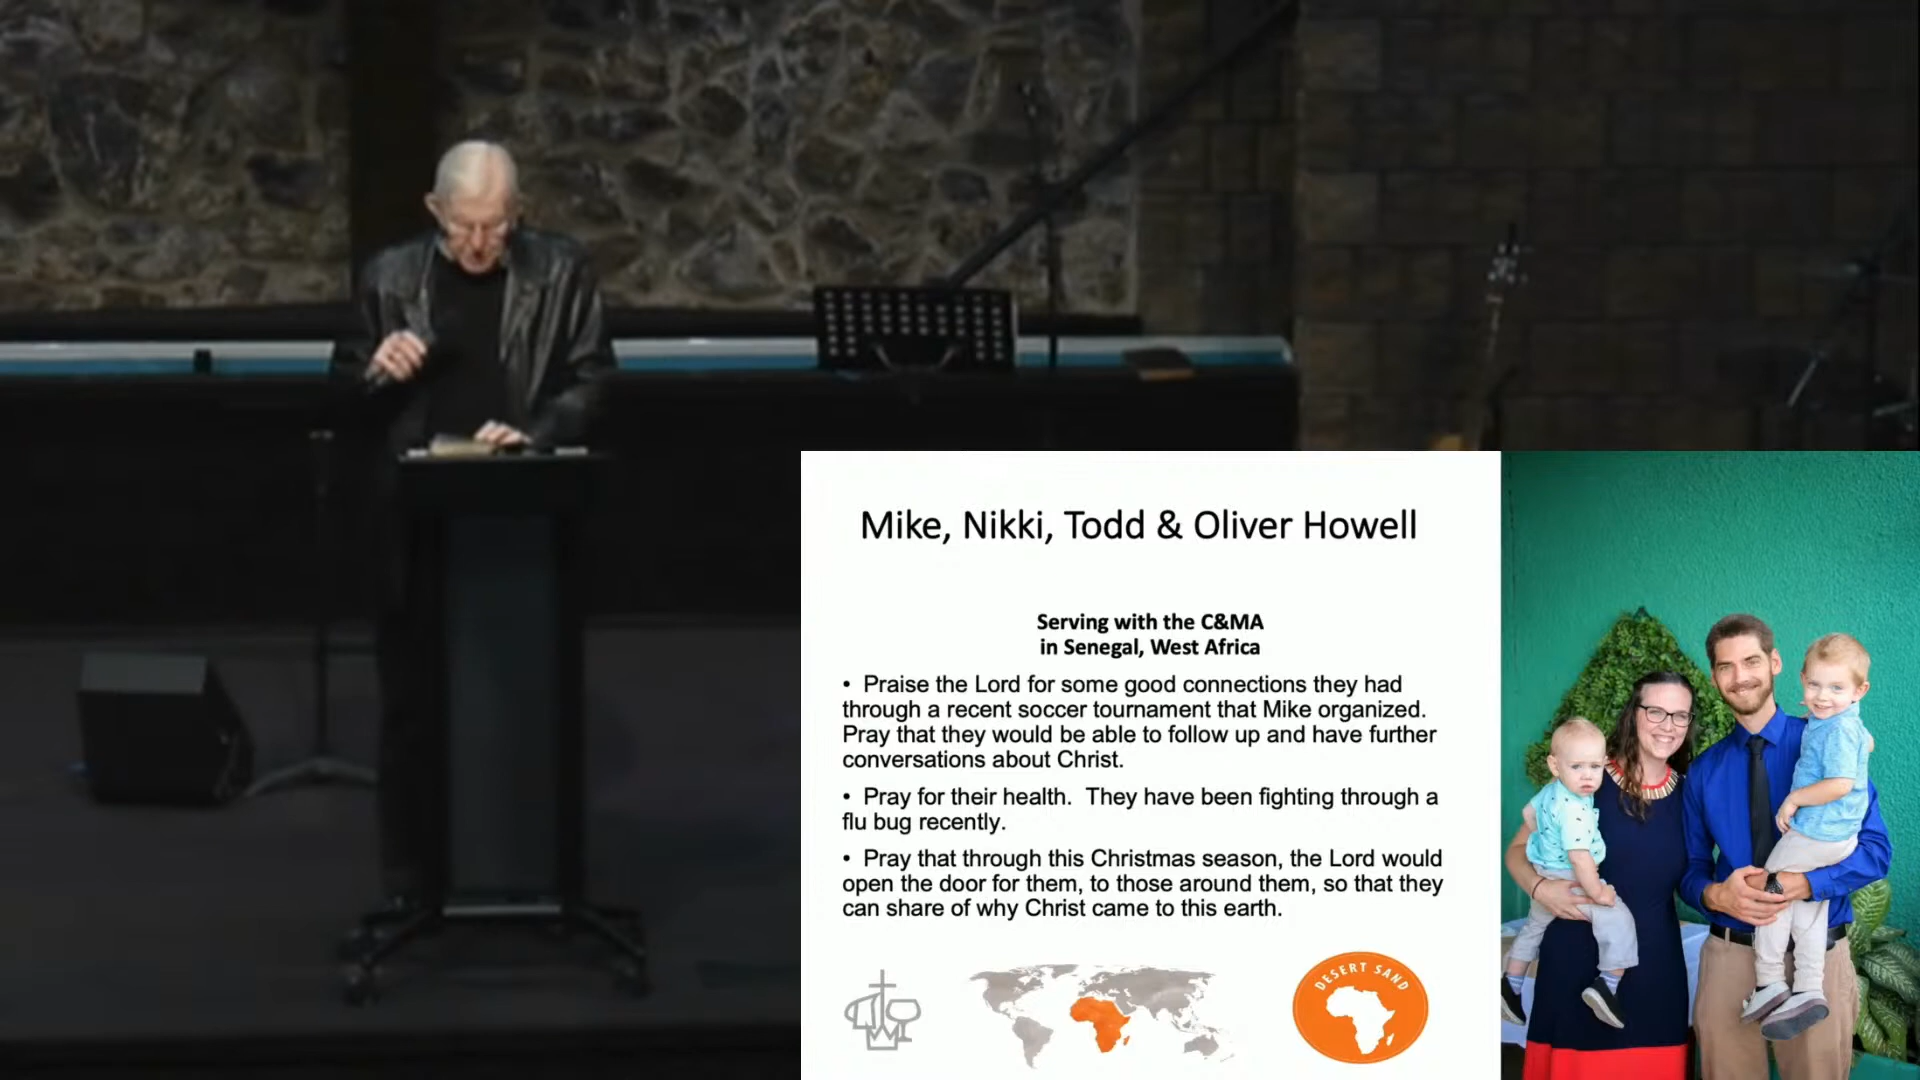 Mike, Nikki, Todd & Oliver Howell
Serving with the C&MA
in Senegal, West Africa
• Praise the Lord for some good connections they had
through a recent soccer tournament that Mike organized.
Pray that they would be able to follow up and have further
conversations about Christ.
• Pray for their health.  They have been fighting through a
flu bug recently.
• Pray that through this Christmas season, the Lord would
open the door for them, to those around them, so that they
can share of why Christ came to this earth.
DESERT SAND